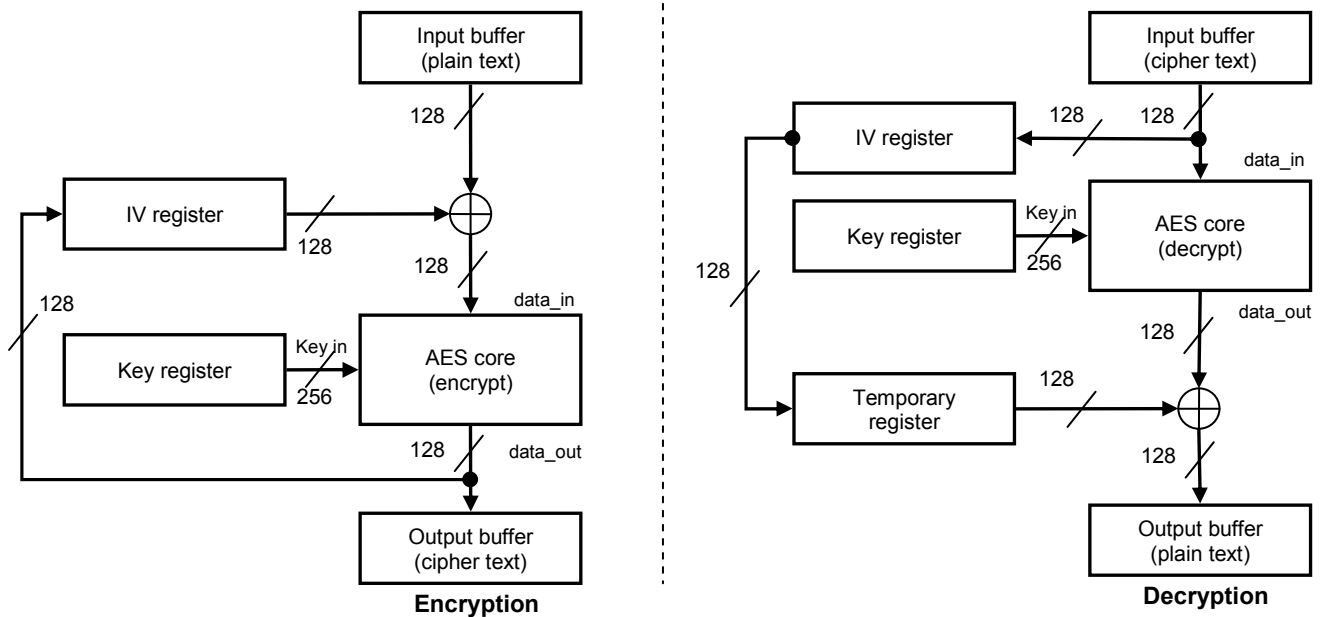 Input buffer
(plain text)
128
IV register
128
128
128
data_in
Key register
Key in
256
AES core
(encrypt)
128
data_out
Output buffer
(cipher text)
Encryption
Input buffer
(cipher text)
128
128
IV register
data_in
Key register
Key in
256
AES core
(decrypt)
128
data_out
128
Temporary
register
128
128
Output buffer
(plain text)
Decryption